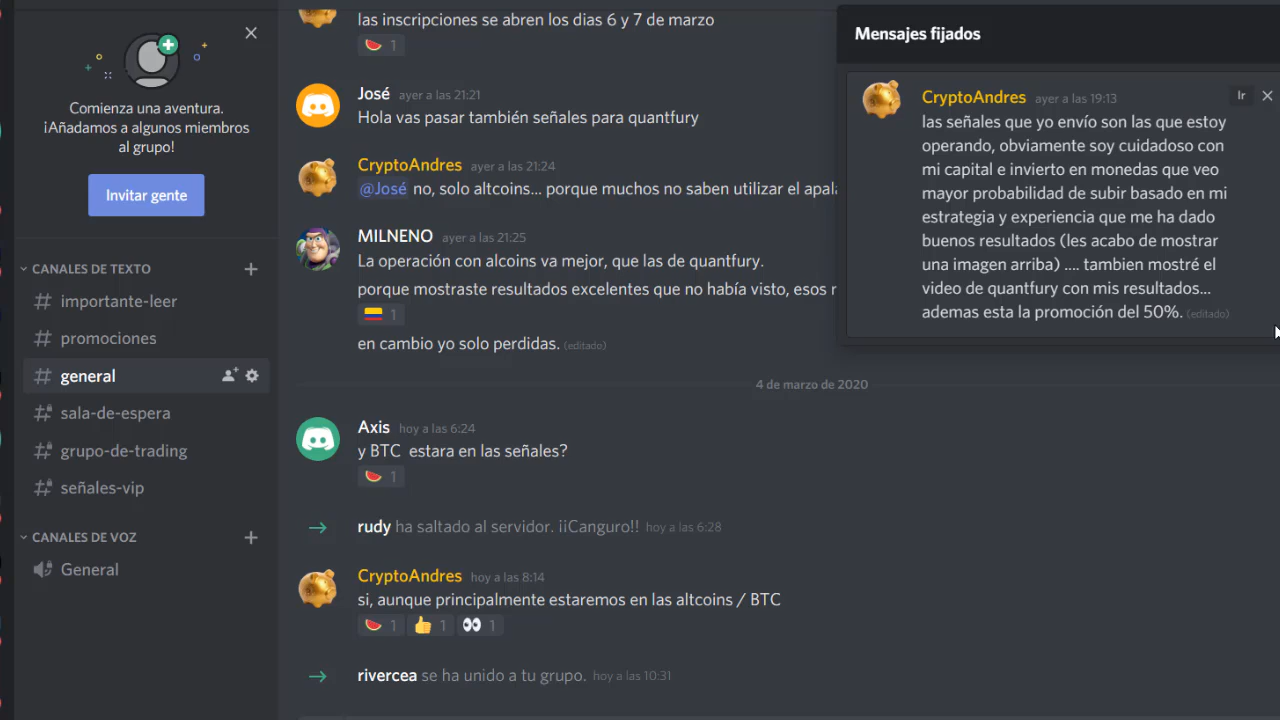 Comienza una aventura.
¡Añadamos a algunos miembros
al grupo!
Invitar gente
CANALES DE TEXTO
# importante-leer
# promociones
# general
# sala-de-espera
# grupo-de-trading
# señales-vip
CANALES DE VOZ
General
las inscripciones se abren los dias 6 y 7 de marzo
1
José ayer a las 21:21
Hola vas pasar también señales para quantfury
CryptoAndres ayer a las 21:24
@José no, solo altcoins... porque muchos no saben utilizar el
MILNENO ayer a las 21:25
La operación con alcoins va mejor, que las de quantfury.
porque mostraste resultados excelentes que no había visto, esos
1
en cambio yo solo perdidas. (editado)
4 de marzo de 2020
Axis hoy a las 6:24
y BTC estara en las señales?
1
rudy ha saltado al servidor. ¡¡Canguro!! hoy a las 6:28
CryptoAndres hoy a las 8:14
si, aunque principalmente estaremos en las altcoins / BTC
1 1 1
rivercea se ha unido a tu grupo. hoy a las 10:31
Mensajes fijados
CryptoAndres ayer a las 19:13
Ir
las señales que yo envío son las que estoy
operando, obviamente soy cuidadoso con
mi capital e invierto en monedas que veo
mayor probabilidad de subir basado en mi
estrategia y experiencia que me ha dado
buenos resultados (les acabo de mostrar
una imagen arriba) .... tambien mostré el
video de quantfury con mis resultados...
ademas esta la promoción del 50%. (editado)